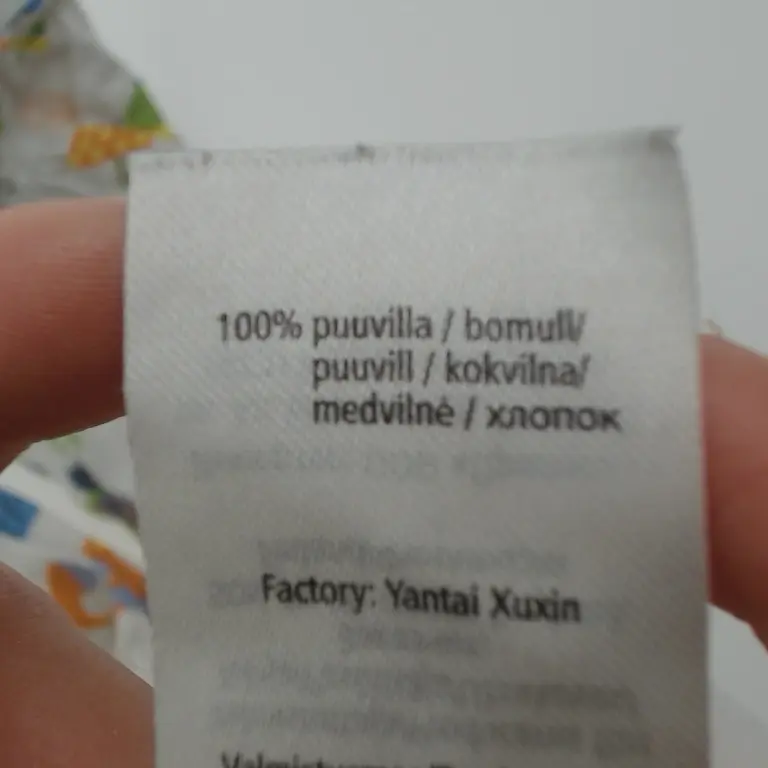 100% puuvilla / bomull/
puuvill / kokvilna/
medvilnė / хлопок
Factory: Yantai Xuxin